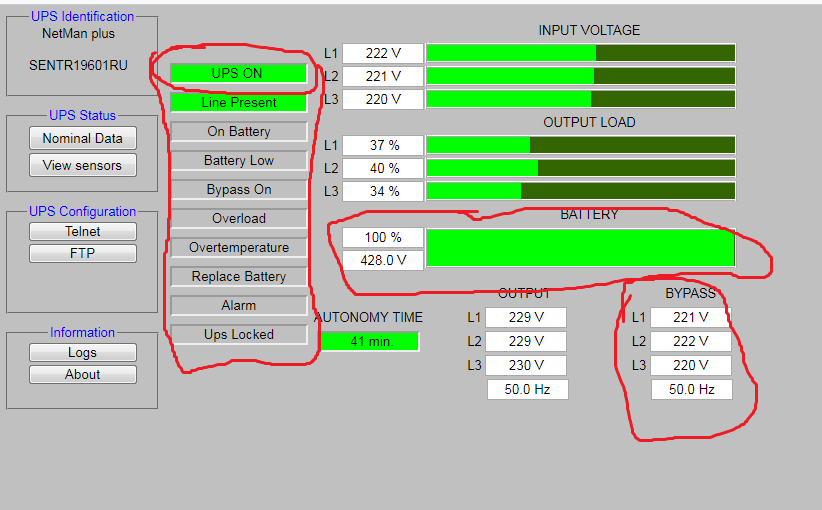 UPS Identification
NetMan plus
SENTR19601RU
UPS Status
Nominal Data
View sensors
UPS Configuration
Telnet
FTP
Information
Logs
About
UPS ON
Line Present
On Battery
Battery Low
Bypass On
Overload
Overtemperature
Replace Battery
Alarm
Ups Locked
INPUT VOLTAGE
L1 222 V
L2 221 V
L3 220 V
OUTPUT LOAD
L1 37 %
L2 40 %
L3 34 %
BATTERY
100 %
428.0 V
AUTONOMY TIME
41 min.
OUTPUT
L1 229 V
L2 229 V
L3 230 V
50.0 Hz
BYPASS
L1 221 V
L2 222 V
L3 220 V
50.0 Hz